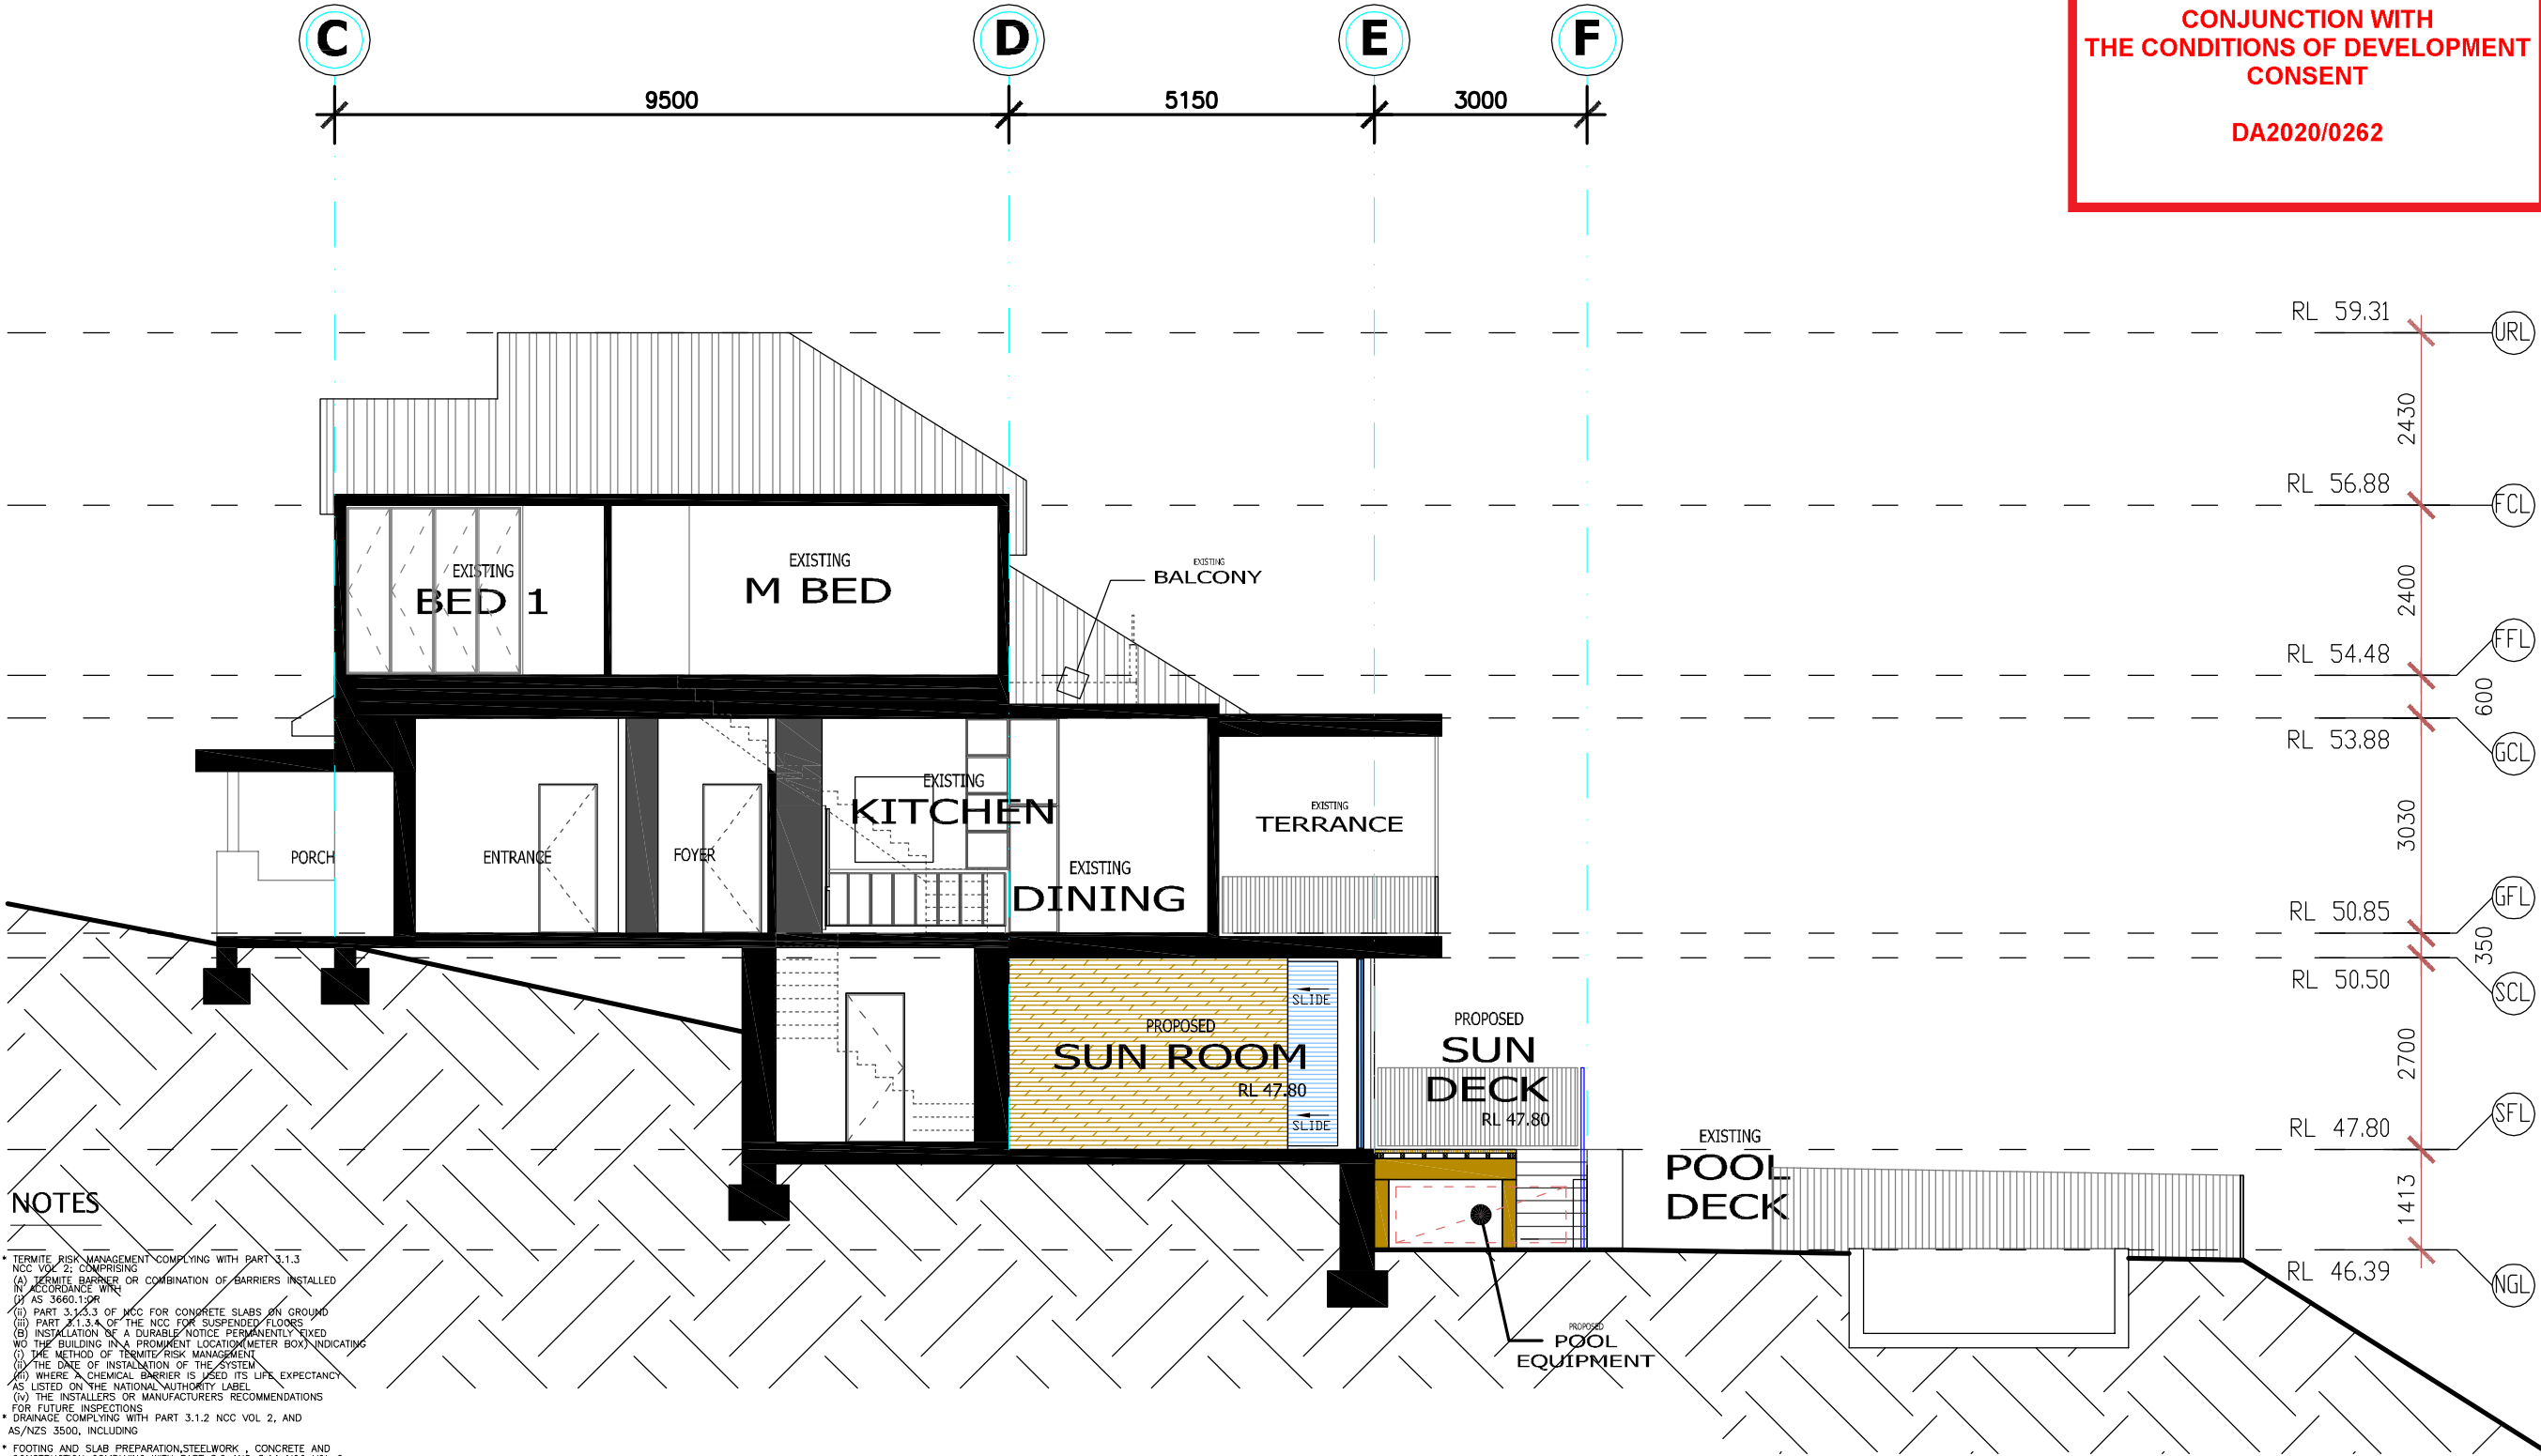 CONJUNCTION WITH
THE CONDITIONS OF DEVELOPMENT
CONSENT
DA2020/0262
C
D
E
F
9500
5150
3000
RL 59.31
URL
2430
RL 56.88
FCL
2400
RL 54.48
FFL
600
RL 53.88
GCL
3030
RL 50.85
GFL
350
RL 50.50
SCL
2700
RL 47.80
SFL
1413
RL 46.39
NGL
EXISTING
BED 1
EXISTING
M BED
EXISTING
BALCONY
PORCH
ENTRANCE
FOYER
EXISTING
KITCHEN
EXISTING
DINING
EXISTING
TERRANCE
PROPOSED
SUN ROOM
RL 47.80
SLIDE
SLIDE
PROPOSED
SUN
DECK
RL 47.80
EXISTING
POOL
DECK
PROPOSED
POOL
EQUIPMENT
NOTES
* TERMITE RISK MANAGEMENT COMPLYING WITH PART 3.1.3
NCC VOL 2; COMPRISING
(A) TERMITE BARRIER OR COMBINATION OF BARRIERS INSTALLED
IN ACCORDANCE WITH
(i) AS 3660.1;OR
(ii) PART 3.1.3.3 OF NCC FOR CONCRETE SLABS ON GROUND
(iii) PART 3.1.3.4 OF THE NCC FOR SUSPENDED FLOORS
(B) INSTALLATION OF A DURABLE NOTICE PERMANENTLY FIXED
WO THE BUILDING IN A PROMINENT LOCATION(METER BOX) INDICATING
(i) THE METHOD OF TERMITE RISK MANAGEMENT
(ii) THE DATE OF INSTALLATION OF THE SYSTEM
(iii) WHERE A CHEMICAL BARRIER IS USED ITS LIFE EXPECTANCY
AS LISTED ON THE NATIONAL AUTHORITY LABEL
(iv) THE INSTALLERS OR MANUFACTURERS RECOMMENDATIONS
FOR FUTURE INSPECTIONS
* DRAINAGE COMPLYING WITH PART 3.1.2 NCC VOL 2, AND
AS/NZS 3500, INCLUDING
* FOOTING AND SLAB PREPARATION,STEELWORK , CONCRETE AND